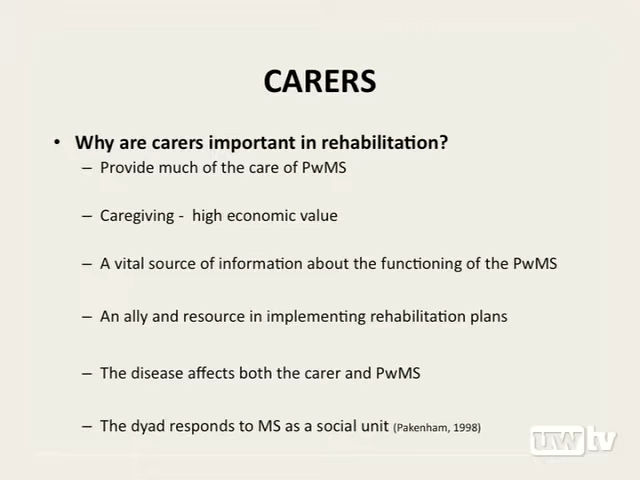 CARERS
• Why are carers important in rehabilitation?
– Provide much of the care of PwMS
– Caregiving - high economic value
– A vital source of information about the functioning of the PwMS
– An ally and resource in implementing rehabilitation plans
– The disease affects both the carer and PwMS
– The dyad responds to MS as a social unit (Pakenham, 1998)
uwtv